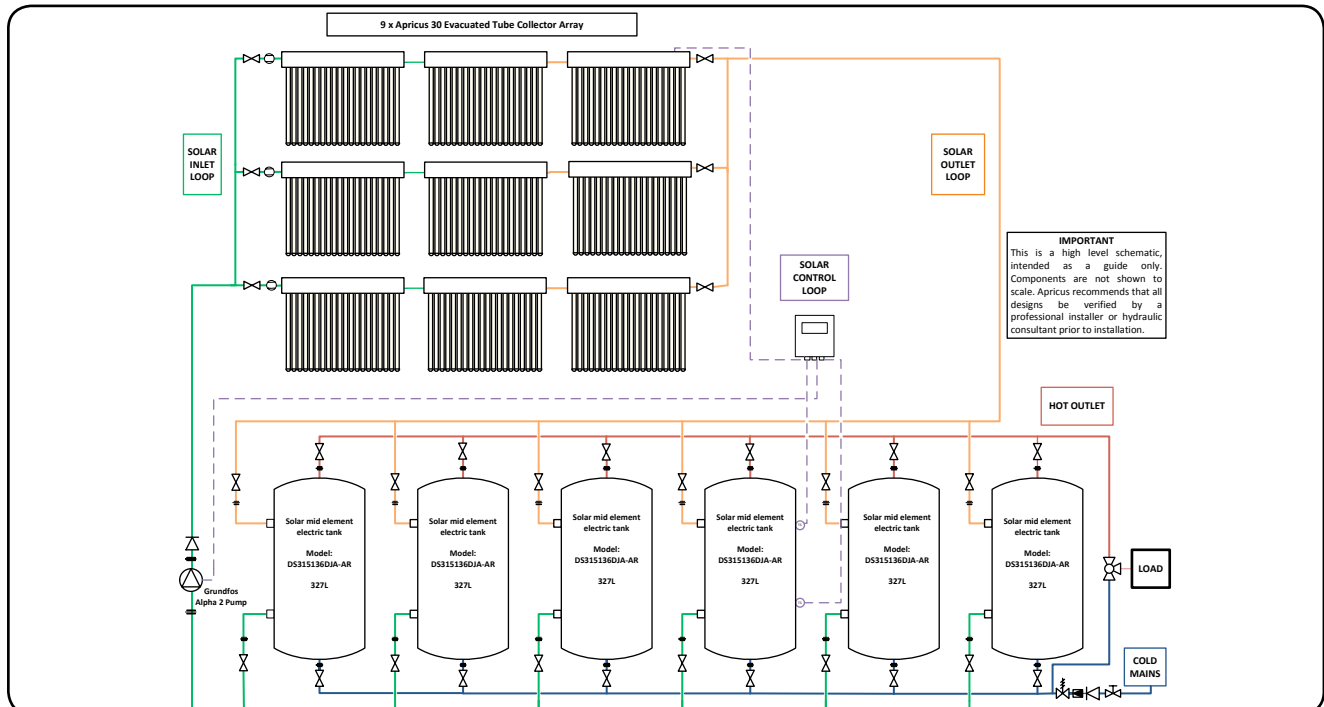 9 x Apricus 30 Evacuated Tube Collector Array
SOLAR
INLET
LOOP
SOLAR
OUTLET
LOOP
SOLAR
CONTROL
LOOP
IMPORTANT
This is a high level schematic,
intended as a guide only.
Components are not shown to
scale. Apricus recommends that all
designs be verified by a
professional installer or hydraulic
consultant prior to installation.
HOT OUTLET
Solar mid element
electric tank
Model:
DS315136DJA-AR
327L
Solar mid element
electric tank
Model:
DS315136DJA-AR
327L
Solar mid element
electric tank
Model:
DS315136DJA-AR
327L
Solar mid element
electric tank
Model:
DS315136DJA-AR
327L
Solar mid element
electric tank
Model:
DS315136DJA-AR
327L
Solar mid element
electric tank
Model:
DS315136DJA-AR
327L
Grundfos
Alpha 2 Pump
LOAD
COLD
MAINS